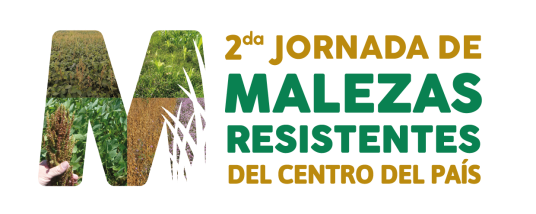 2da JORNADA DE
MALEZAS
RESISTENTES
DEL CENTRO DEL PAÍS